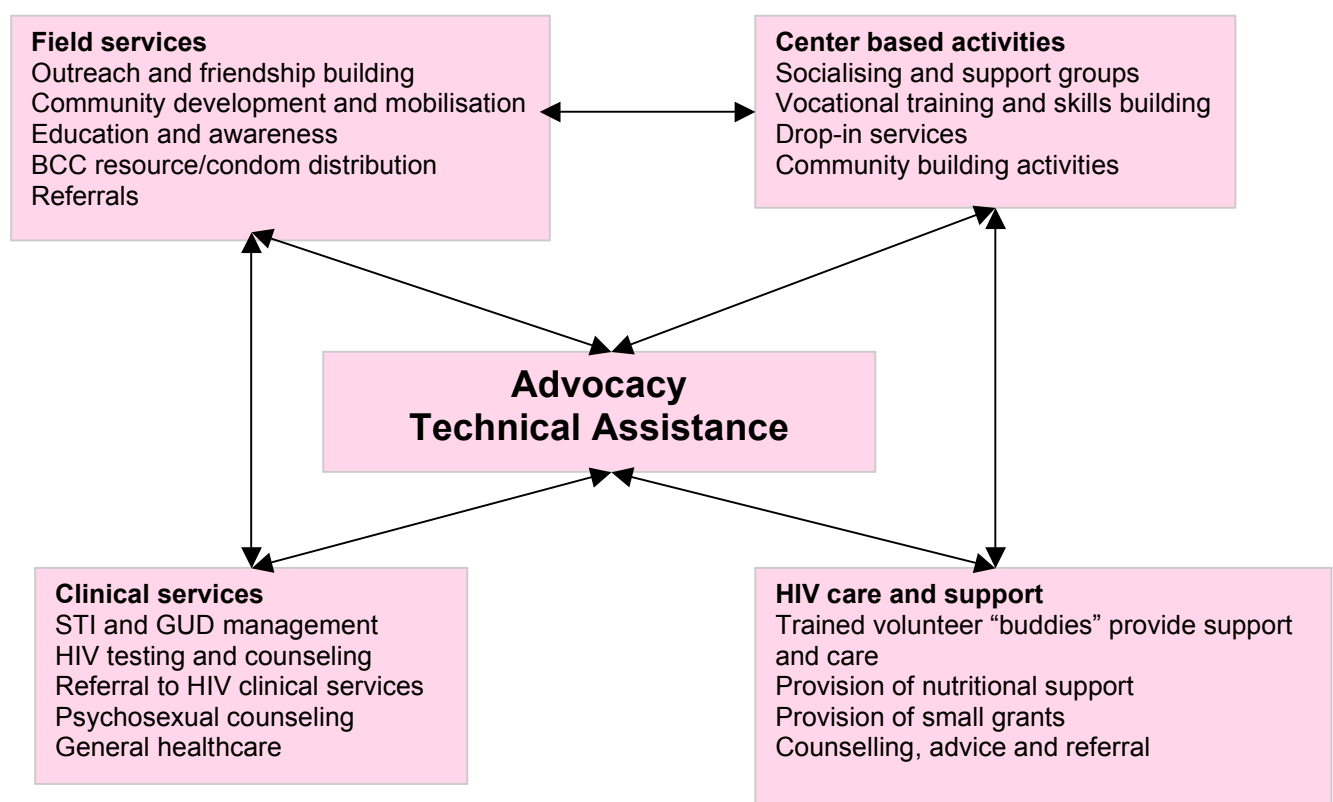 Field services
Outreach and friendship building
Community development and mobilisation
Education and awareness
BCC resource/condom distribution
Referrals
Center based activities
Socialising and support groups
Vocational training and skills building
Drop-in services
Community building activities
Advocacy
Technical Assistance
Clinical services
STI and GUD management
HIV testing and counseling
Referral to HIV clinical services
Psychosexual counseling
General healthcare
HIV care and support
Trained volunteer “buddies” provide support
and care
Provision of nutritional support
Provision of small grants
Counselling, advice and referral